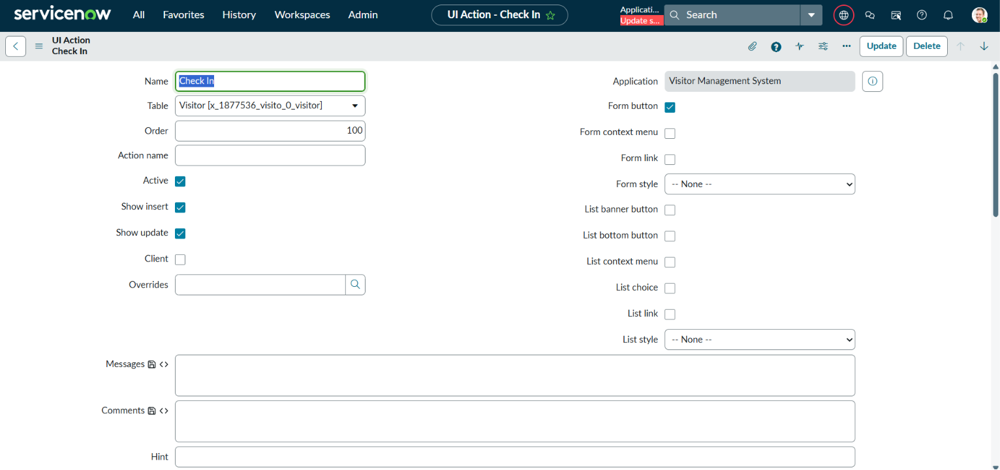 servicenow All Favorites History Workspaces Admin UI Action - Check In Applicati... Search
Update s...
UI Action
Check In
Update Delete
Name Check In
Table Visitor [x_1877536_visito_0_visitor]
Order 100
Action name
Active
Show insert
Show update
Client
Overrides
Application Visitor Management System
Form button
Form context menu
Form link
Form style -- None --
List banner button
List bottom button
List context menu
List choice
List link
List style -- None --
Messages
Comments
Hint